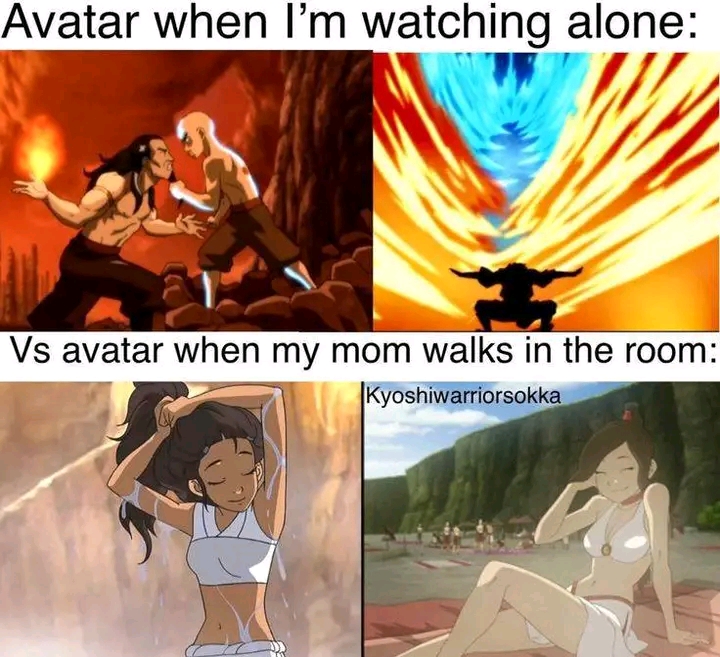 Avatar when I'm watching alone:
Vs avatar when my mom walks in the room:
Kyoshiwarriorsokka